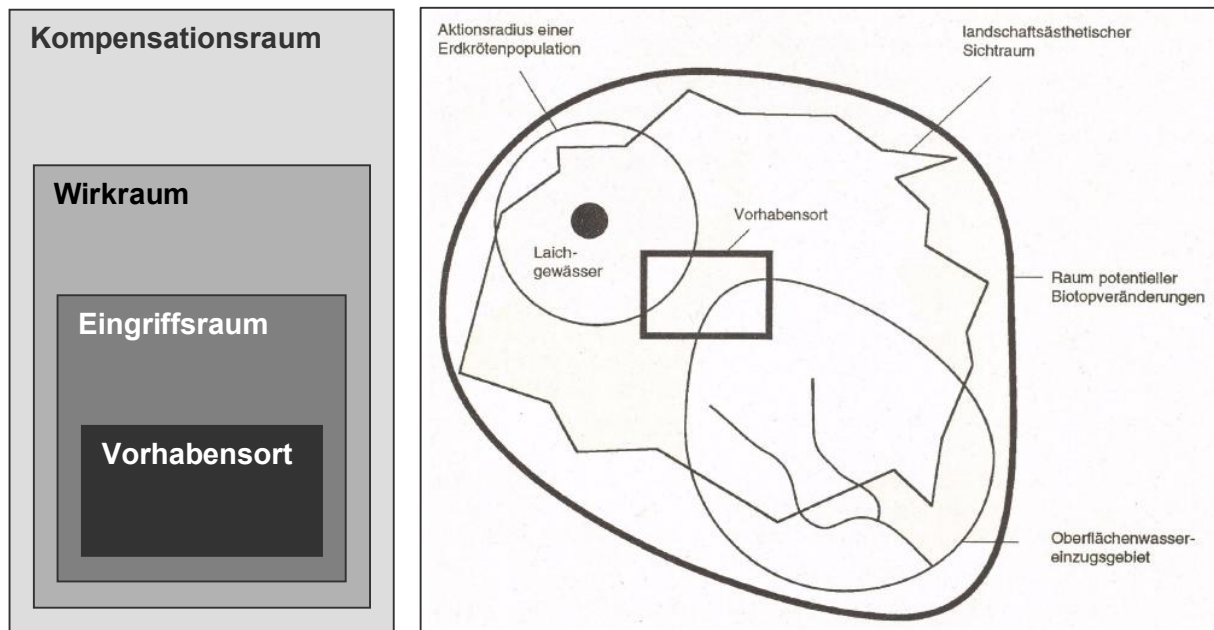 Kompensationsraum
Wirkraum
Eingriffsraum
Vorhabensort
Aktionsradius einer
Erdkrötenpopulation
landschaftsästhetischer
Sichtraum
Vorhabensort
Laich-
gewässer
Raum potentieller
Biotopveränderungen
Oberflächenwasser-
einzugsgebiet